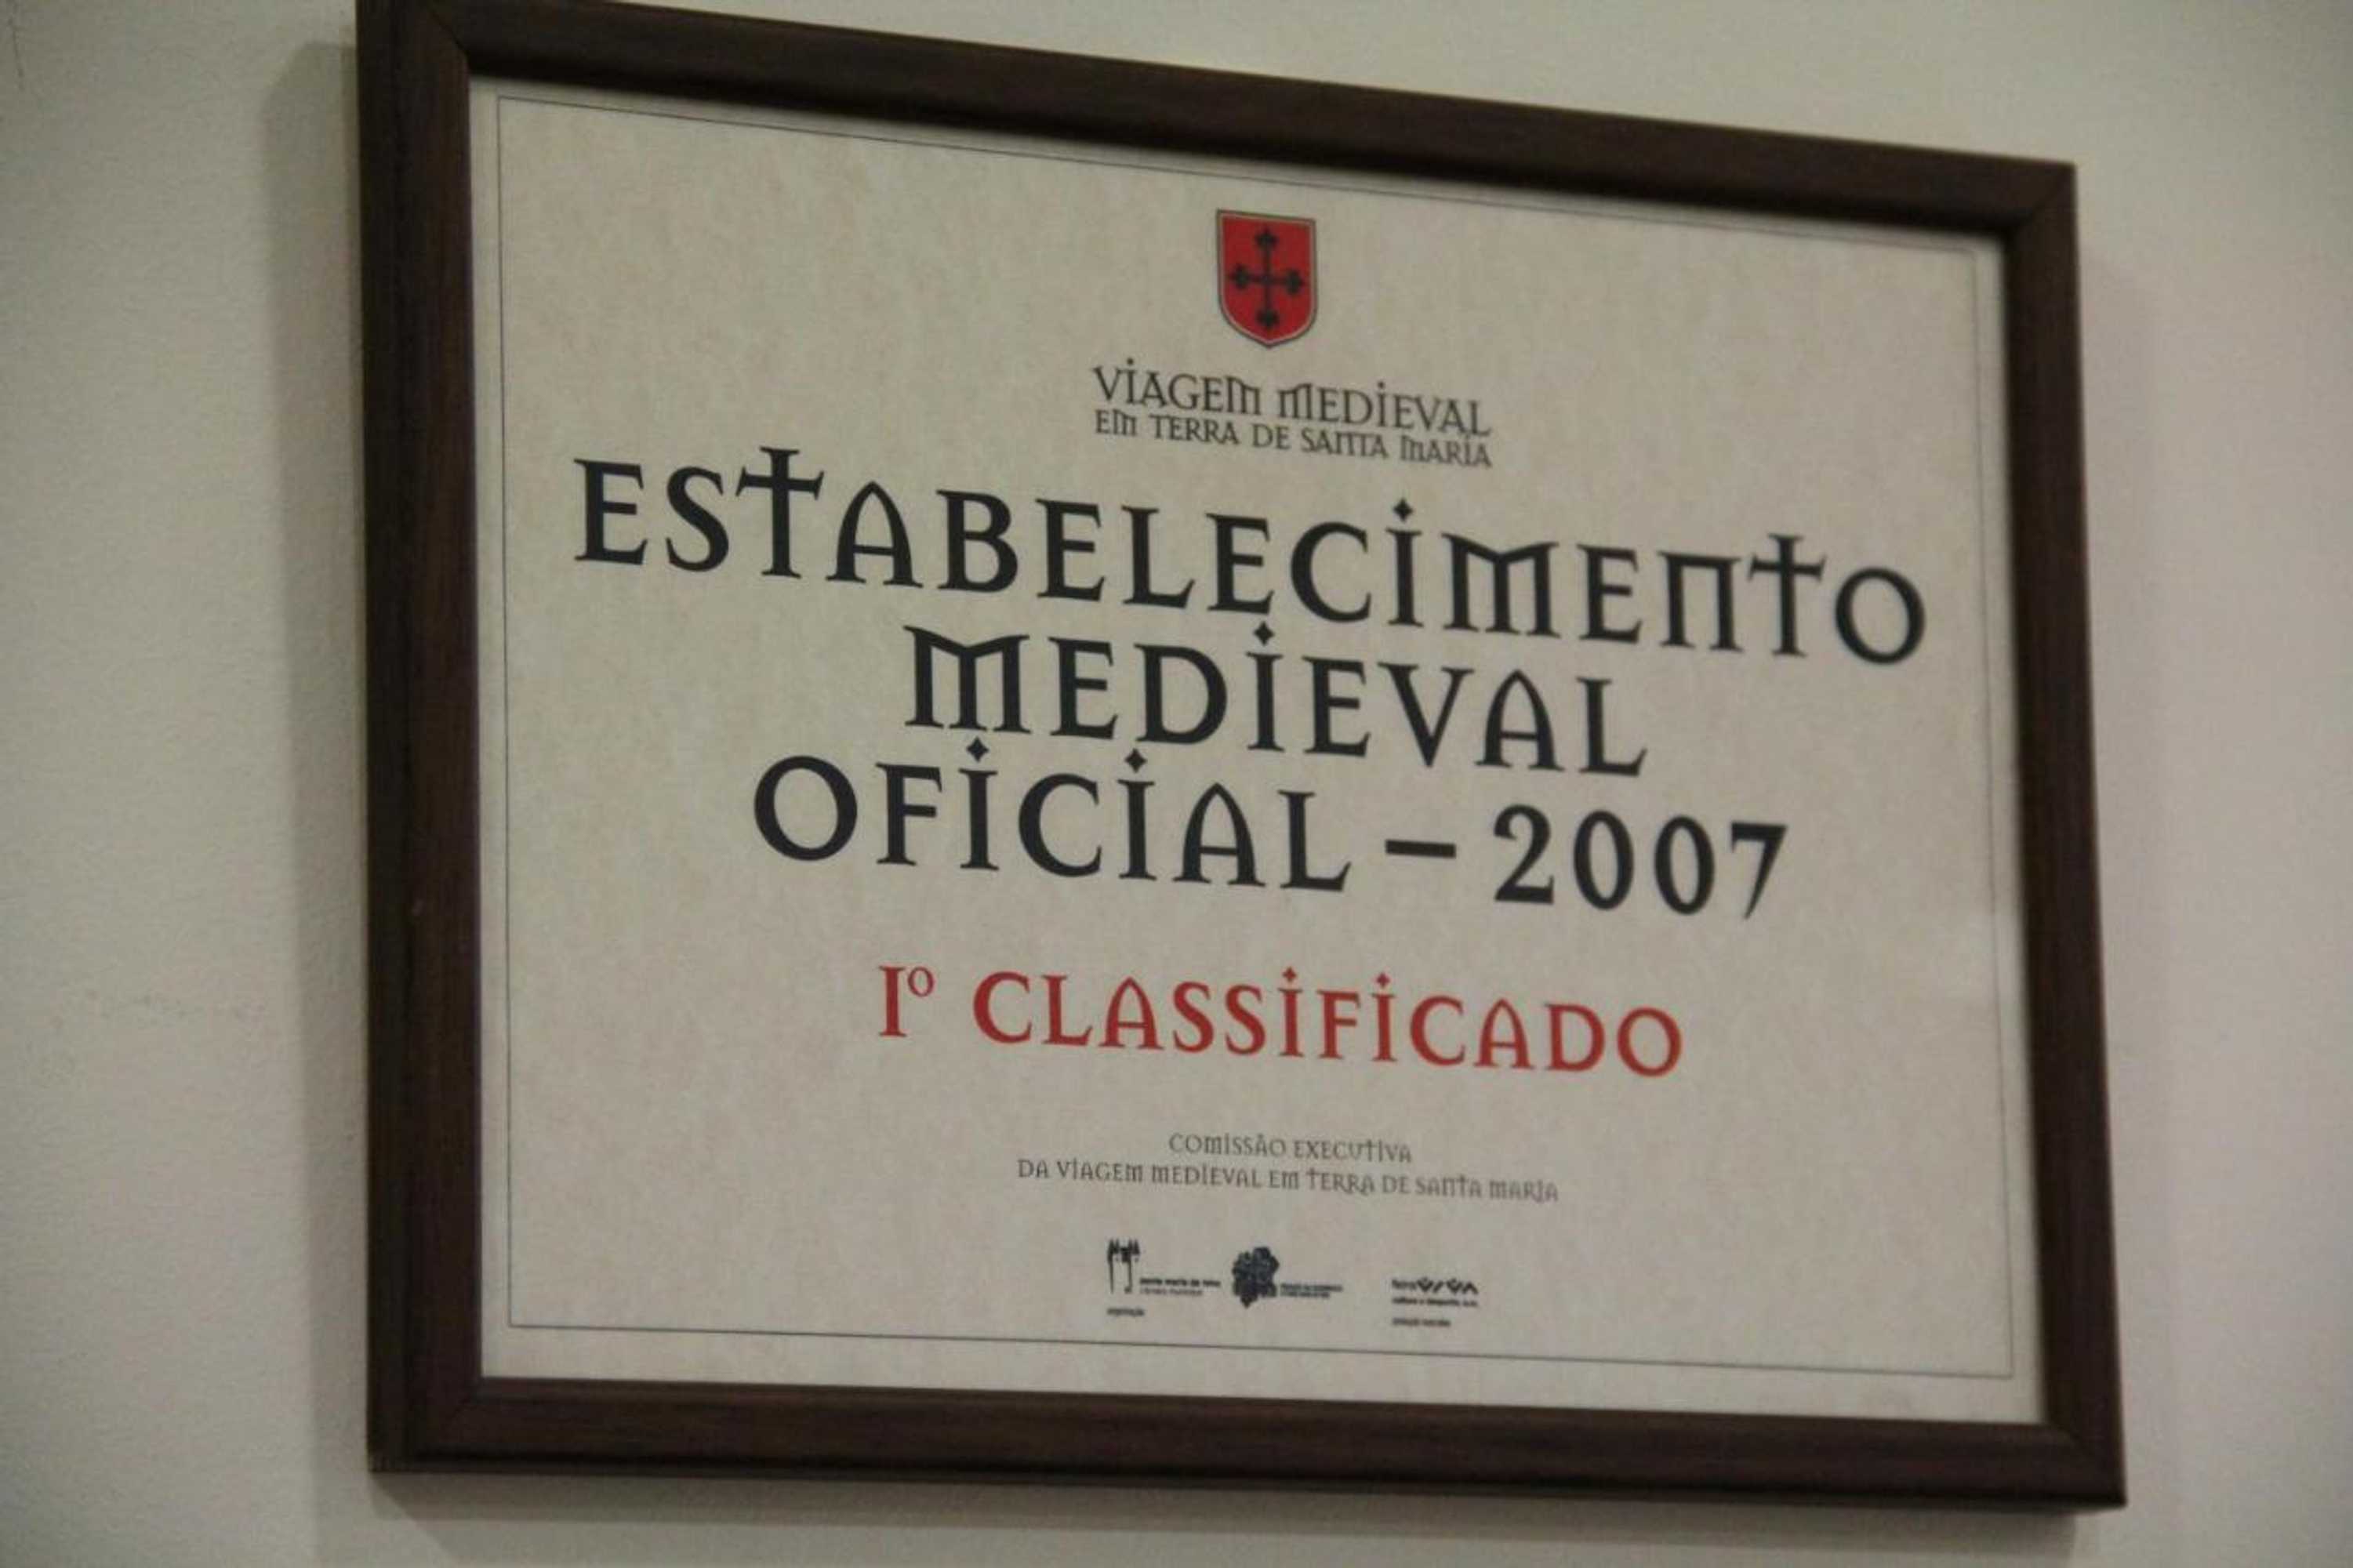 VIAGEM MEDIEVAL
EM TERRA DE SANTA MARIA
ESTABELECIMENTO
MEDIEVAL
OFICIAL – 2007
Iº CLASSIFICADO
COMISSÃO EXECUTIVA
DA VIAGEM MEDIEVAL EM TERRA DE SANTA MARIA